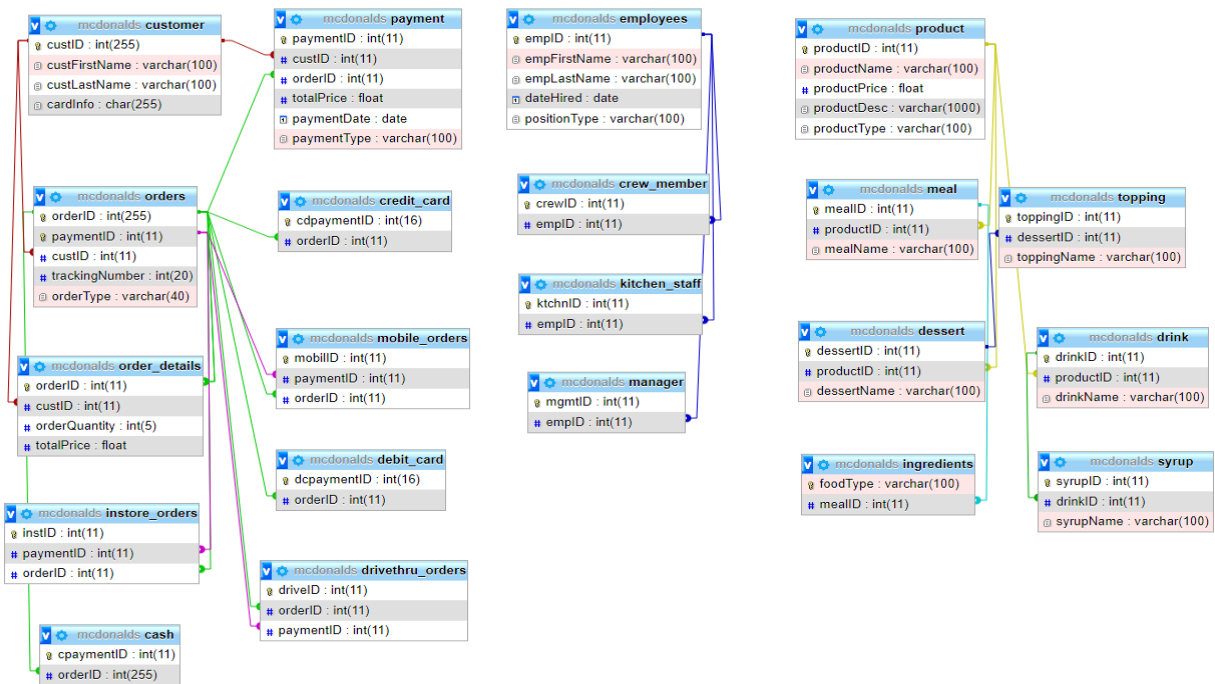 mcdonalds customer
custID : int(255)
custFirstName : varchar(100)
custLastName : varchar(100)
cardInfo : char(255)
mcdonalds payment
paymentID : int(11)
custID : int(11)
orderID : int(11)
totalPrice : float
paymentDate : date
paymentType : varchar(100)
mcdonalds employees
empID : int(11)
empFirstName : varchar(100)
empLastName : varchar(100)
dateHired : date
positionType : varchar(100)
mcdonalds product
productID : int(11)
productName : varchar(100)
productPrice : float
productDesc : varchar(1000)
productType : varchar(100)
mcdonalds orders
orderID : int(255)
paymentID : int(11)
custID : int(11)
trackingNumber : int(20)
orderType : varchar(40)
mcdonalds credit_card
cdpaymentID : int(16)
orderID : int(11)
mcdonalds crew_member
crewID : int(11)
empID : int(11)
mcdonalds meal
mealID : int(11)
productID : int(11)
mealName : varchar(100)
mcdonalds topping
toppingID : int(11)
dessertID : int(11)
toppingName : varchar(100)
mcdonalds kitchen_staff
ktchnID : int(11)
empID : int(11)
mcdonalds order_details
orderID : int(11)
custID : int(11)
orderQuantity : int(5)
totalPrice : float
mcdonalds mobile_orders
mobilID : int(11)
paymentID : int(11)
orderID : int(11)
mcdonalds manager
mgmtID : int(11)
empID : int(11)
mcdonalds dessert
dessertID : int(11)
productID : int(11)
dessertName : varchar(100)
mcdonalds drink
drinkID : int(11)
productID : int(11)
drinkName : varchar(100)
mcdonalds debit_card
dcpaymentID : int(16)
orderID : int(11)
mcdonalds ingredients
foodType : varchar(100)
mealID : int(11)
mcdonalds syrup
syrupID : int(11)
drinkID : int(11)
syrupName : varchar(100)
mcdonalds instore_orders
instID : int(11)
paymentID : int(11)
orderID : int(11)
mcdonalds drivethru_orders
driveID : int(11)
orderID : int(11)
paymentID : int(11)
mcdonalds cash
cpaymentID : int(11)
orderID : int(255)